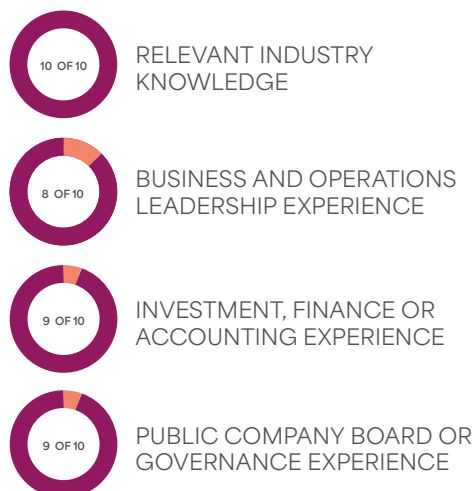 10 OF 10
RELEVANT INDUSTRY
KNOWLEDGE
8 OF 10
BUSINESS AND OPERATIONS
LEADERSHIP EXPERIENCE
9 OF 10
INVESTMENT, FINANCE OR
ACCOUNTING EXPERIENCE
9 OF 10
PUBLIC COMPANY BOARD OR
GOVERNANCE EXPERIENCE